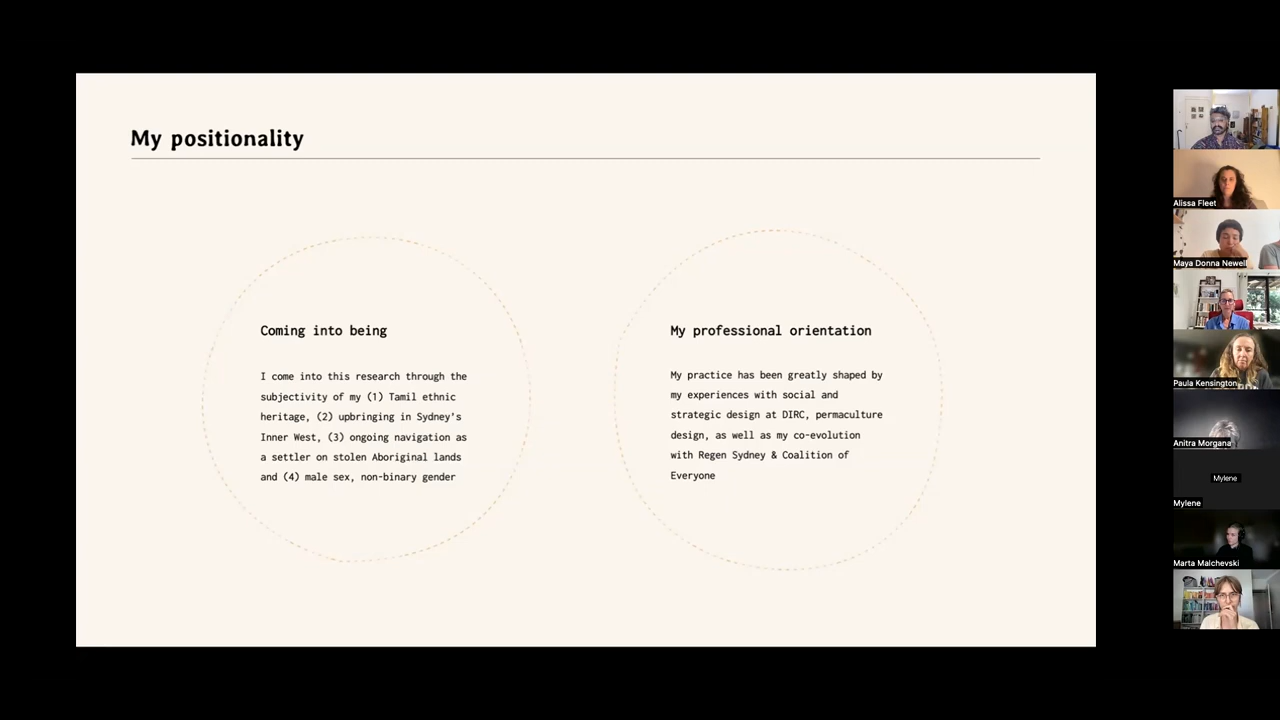 My positionality
Coming into being
I come into this research through the
subjectivity of my (1) Tamil ethnic
heritage, (2) upbringing in Sydney's
Inner West, (3) ongoing navigation as
a settler on stolen Aboriginal lands
and (4) male sex, non-binary gender
My professional orientation
My practice has been greatly shaped by
my experiences with social and
strategic design at DIRC, permaculture
design, as well as my co-evolution
with Regen Sydney & Coalition of
Everyone
Alissa Fleet
Maya Donna Newell
Paula Kensington
Anitra Morgana
Mylene
Mylene
Marta Malchevski